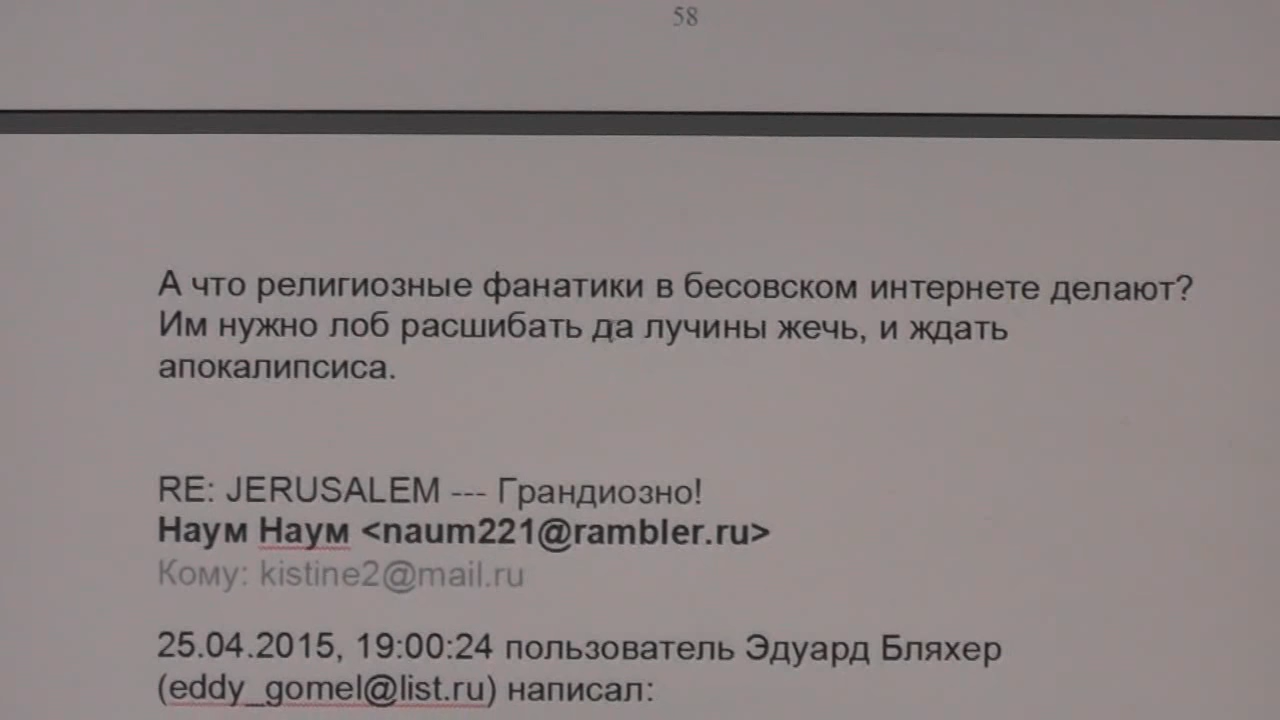 58
А что религиозные фанатики в бесовском интернете делают?
Им нужно лоб расшибать да лучины жечь, и ждать
апокалипсиса.
RE: JERUSALEM --- Грандиозно!
Наум Наум <naum221@rambler.ru>
Кому: kistine2@mail.ru
25.04.2015, 19:00:24 пользователь Эдуард Бляхер
(eddy_gomel@list.ru) написал: